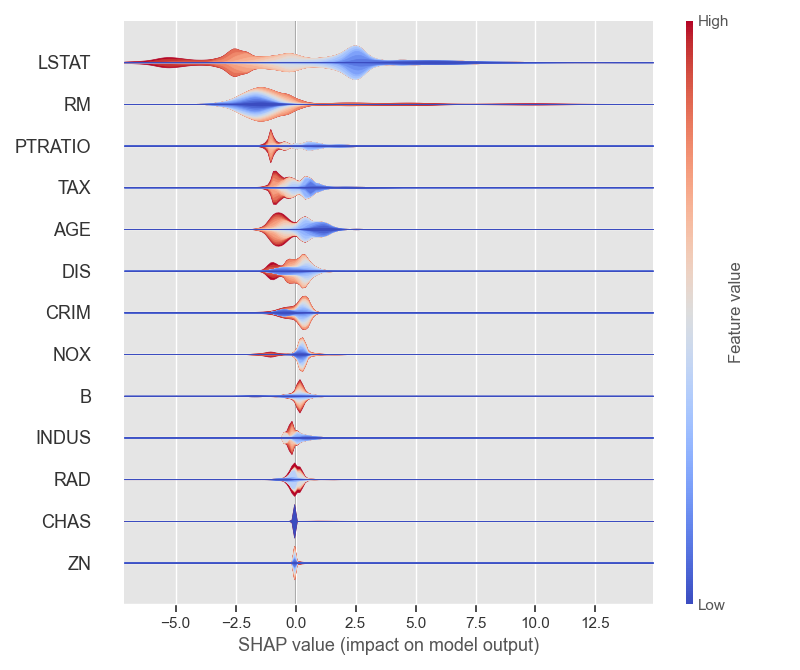 High
LSTAT
RM
PTRATIO
TAX
AGE
DIS
CRIM
NOX
B
INDUS
RAD
CHAS
ZN
Feature value
Low
−5.0 −2.5 0.0 2.5 5.0 7.5 10.0 12.5
SHAP value (impact on model output)